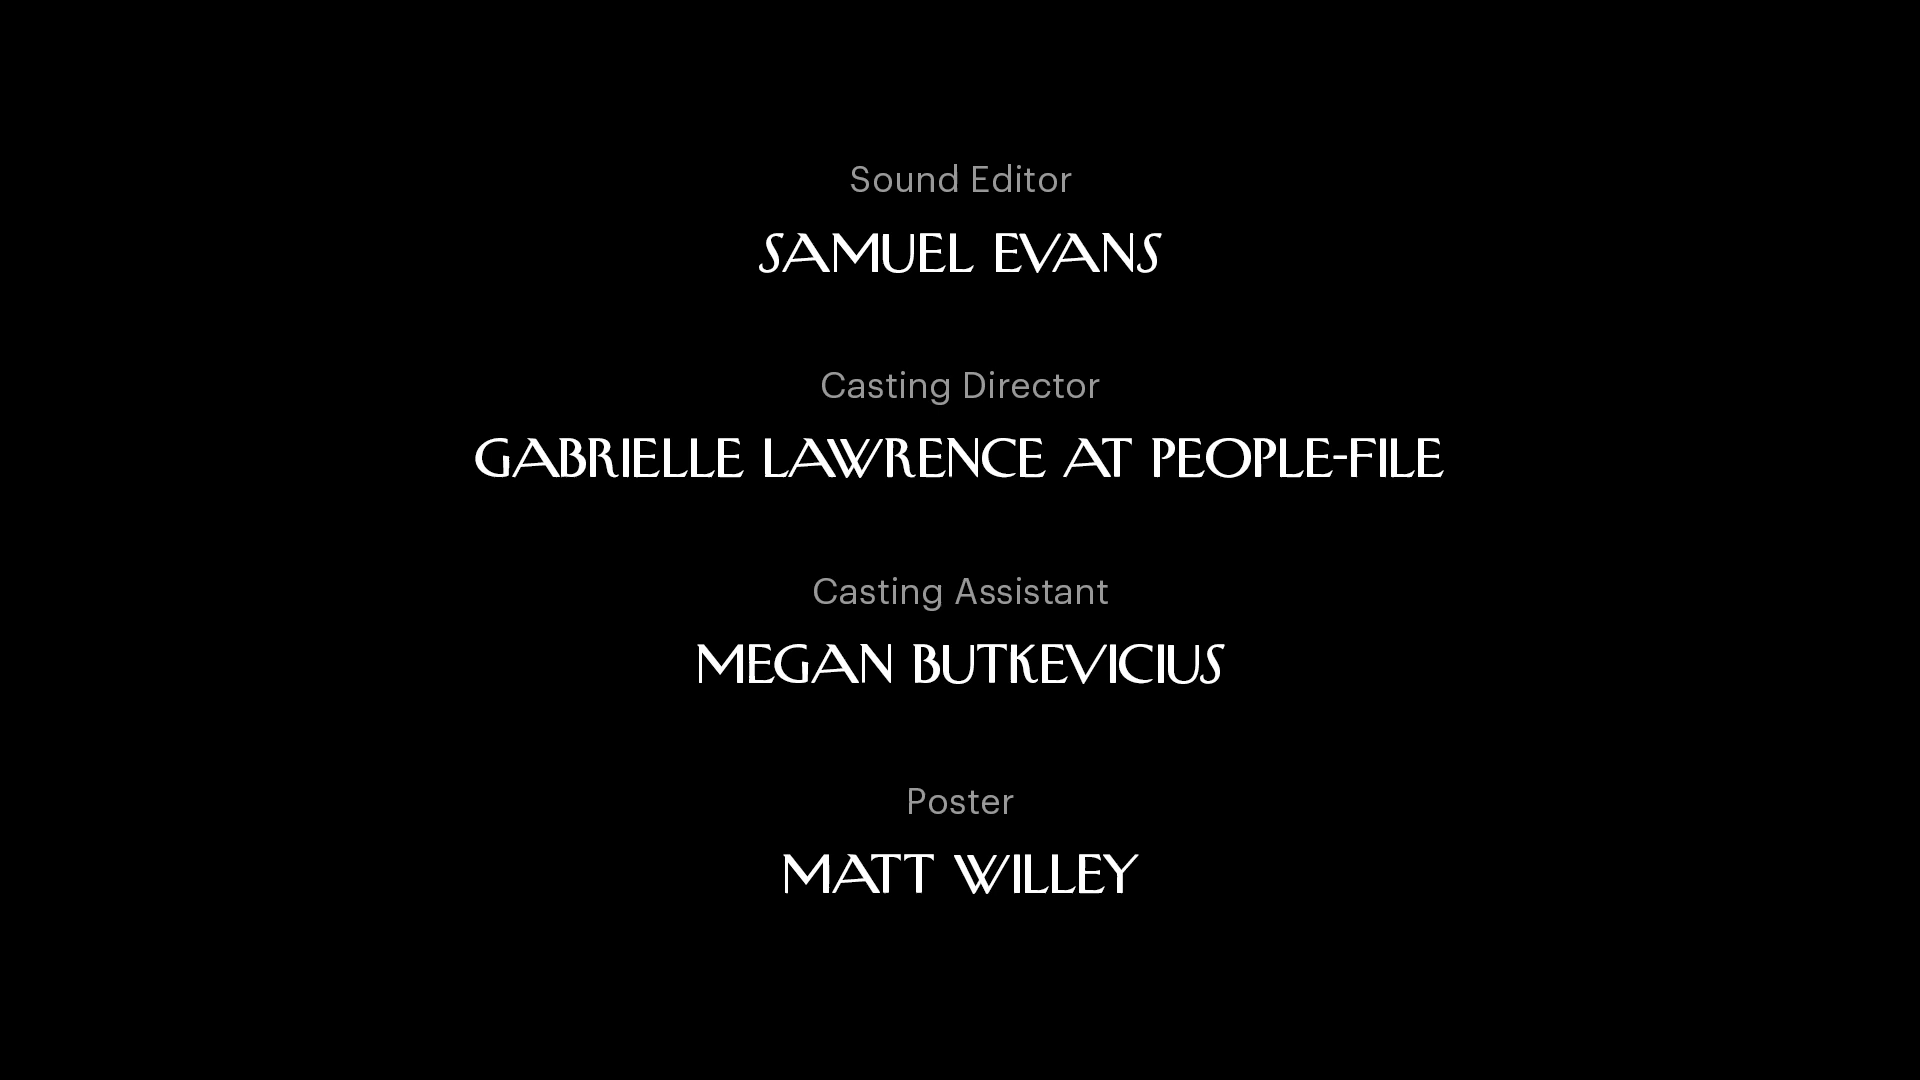 Sound Editor
SAMUEL EVANS
Casting Director
GABRIELLE LAWRENCE AT PEOPLE-FILE
Casting Assistant
MEGAN BUTKEVICIUS
Poster
MATT WILLEY